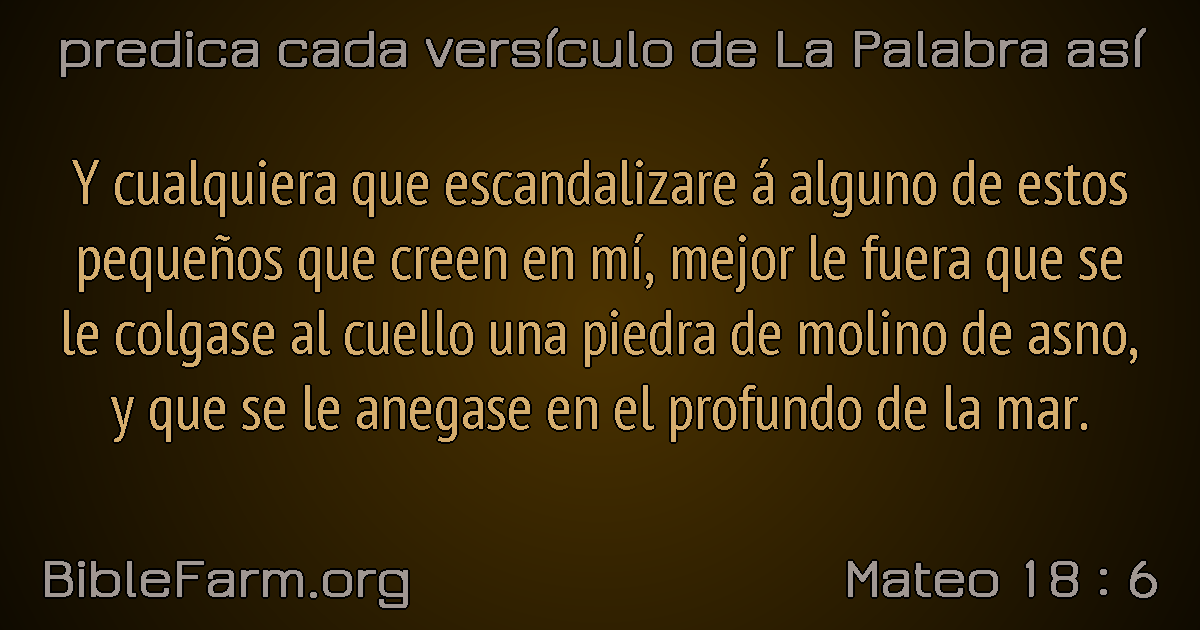 predica cada versículo de La Palabra así
Y cualquiera que escandalizare á alguno de estos
pequeños que creen en mí, mejor le fuera que se
le colgase al cuello una piedra de molino de asno,
y que se le anegase en el profundo de la mar.
BibleFarm.org
Mateo 18 : 6